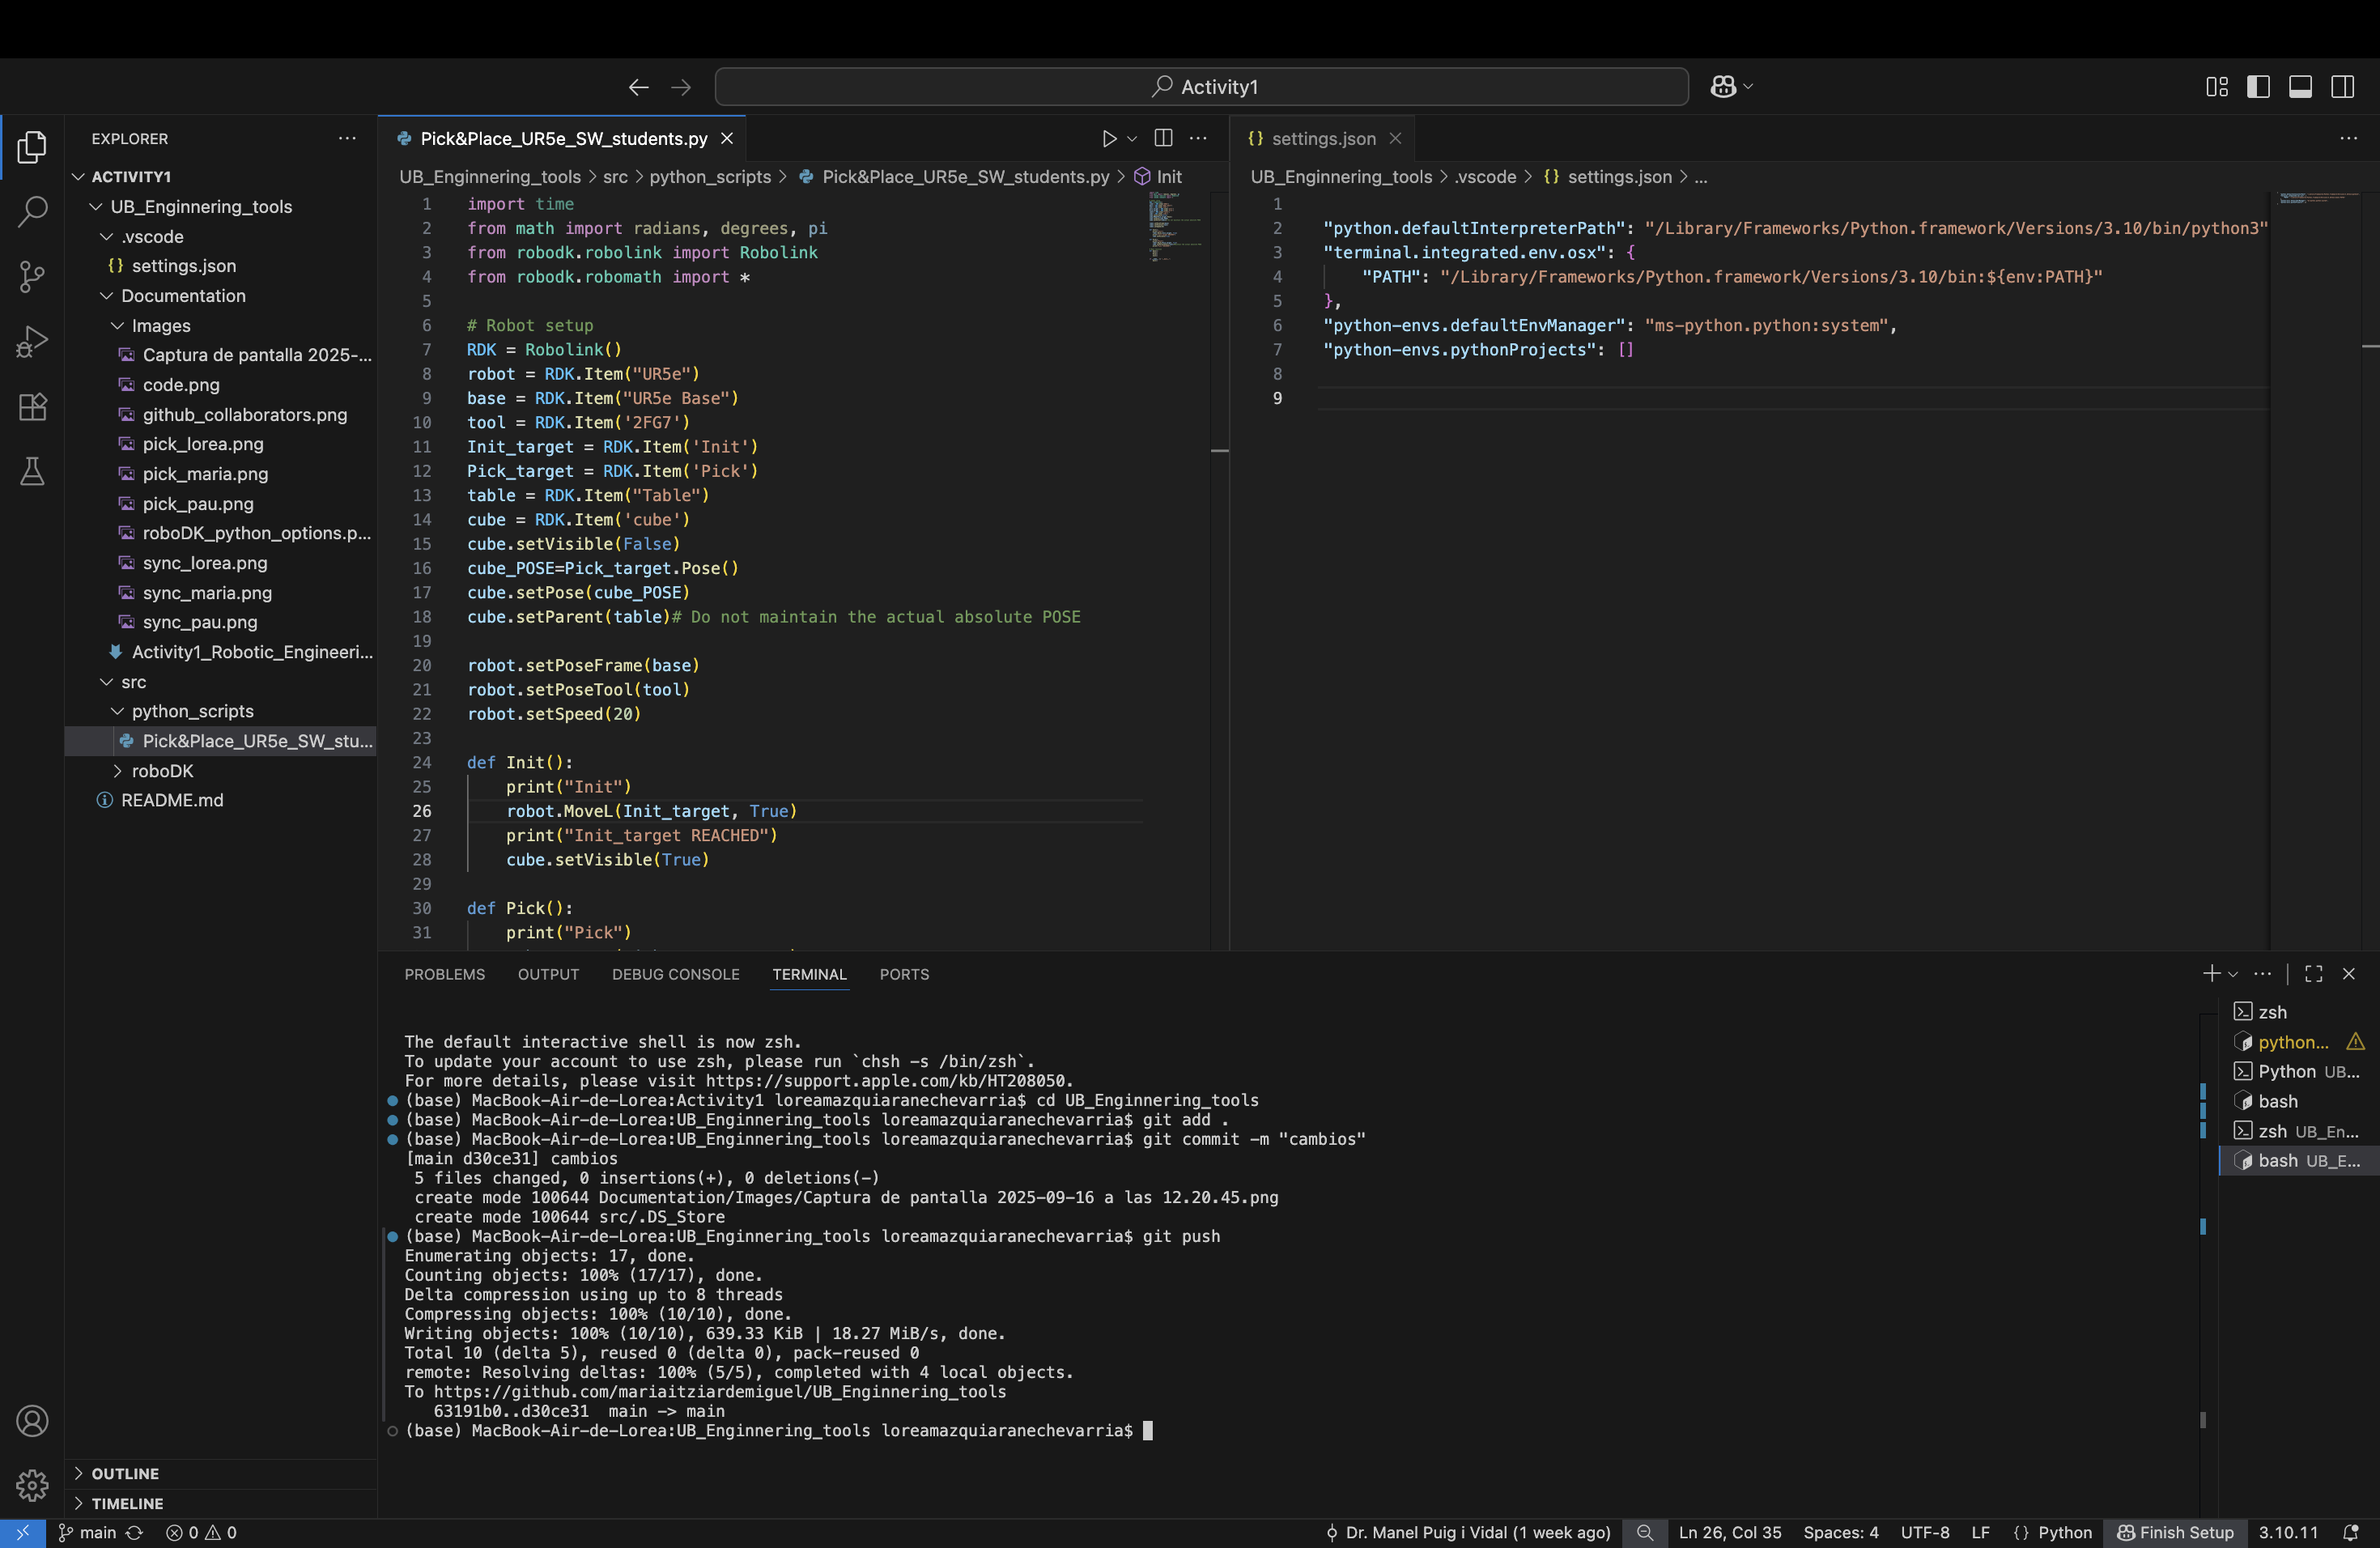 Activity1
EXPLORER
ACTIVITY1
UB_Enginnering_tools
.vscode
{} settings.json
Documentation
Images
Captura de pantalla 2025-...
code.png
github_collaborators.png
pick_lorea.png
pick_maria.png
pick_pau.png
roboDK_python_options.p...
sync_lorea.png
sync_maria.png
sync_pau.png
Activity1_Robotic_Engineeri...
src
python_scripts
Pick&Place_UR5e_SW_stu...
roboDK
README.md
OUTLINE
TIMELINE
Pick&Place_UR5e_SW_students.py
UB_Enginnering_tools > src > python_scripts > Pick&Place_UR5e_SW_students.py > Init
1 import time
2 from math import radians, degrees, pi
3 from robodk.robolink import Robolink
4 from robodk.robomath import *
5
6 # Robot setup
7 RDK = Robolink()
8 robot = RDK.Item("UR5e")
9 base = RDK.Item("UR5e Base")
10 tool = RDK.Item('2FG7')
11 Init_target = RDK.Item('Init')
12 Pick_target = RDK.Item('Pick')
13 table = RDK.Item("Table")
14 cube = RDK.Item('cube')
15 cube.setVisible(False)
16 cube_POSE=Pick_target.Pose()
17 cube.setPose(cube_POSE)
18 cube.setParent(table)# Do not maintain the actual absolute POSE
19
20 robot.setPoseFrame(base)
21 robot.setPoseTool(tool)
22 robot.setSpeed(20)
23
24 def Init():
25 print("Init")
26 robot.MoveL(Init_target, True)
27 print("Init_target REACHED")
28 cube.setVisible(True)
29
30 def Pick():
31 print("Pick")
{} settings.json
UB_Enginnering_tools > .vscode > {} settings.json > ...
1
2 "python.defaultInterpreterPath": "/Library/Frameworks/Python.framework/Versions/3.10/bin/python3"
3 "terminal.integrated.env.osx": {
4 "PATH": "/Library/Frameworks/Python.framework/Versions/3.10/bin:${env:PATH}"
5 },
6 "python-envs.defaultEnvManager": "ms-python.python:system",
7 "python-envs.pythonProjects": []
8
9
PROBLEMS OUTPUT DEBUG CONSOLE TERMINAL PORTS
The default interactive shell is now zsh.
To update your account to use zsh, please run `chsh -s /bin/zsh`.
For more details, please visit https://support.apple.com/kb/HT208050.
(base) MacBook-Air-de-Lorea:Activity1 loreamazquiaranechevarria$ cd UB_Enginnering_tools
(base) MacBook-Air-de-Lorea:UB_Enginnering_tools loreamazquiaranechevarria$ git add .
(base) MacBook-Air-de-Lorea:UB_Enginnering_tools loreamazquiaranechevarria$ git commit -m "cambios"
[main d30ce31] cambios
5 files changed, 0 insertions(+), 0 deletions(-)
create mode 100644 Documentation/Images/Captura de pantalla 2025-09-16 a las 12.20.45.png
create mode 100644 src/.DS_Store
(base) MacBook-Air-de-Lorea:UB_Enginnering_tools loreamazquiaranechevarria$ git push
Enumerating objects: 17, done.
Counting objects: 100% (17/17), done.
Delta compression using up to 8 threads
Compressing objects: 100% (10/10), done.
Writing objects: 100% (10/10), 639.33 KiB | 18.27 MiB/s, done.
Total 10 (delta 5), reused 0 (delta 0), pack-reused 0
remote: Resolving deltas: 100% (5/5), completed with 4 local objects.
To https://github.com/mariaitziardemiguel/UB_Enginnering_tools
63191b0..d30ce31  main -> main
(base) MacBook-Air-de-Lorea:UB_Enginnering_tools loreamazquiaranechevarria$
zsh
python...
Python UB...
bash
zsh UB_En...
bash UB_E...
main 0 0 Dr. Manel Puig i Vidal (1 week ago) Ln 26, Col 35 Spaces: 4 UTF-8 LF {} Python Finish Setup 3.10.11